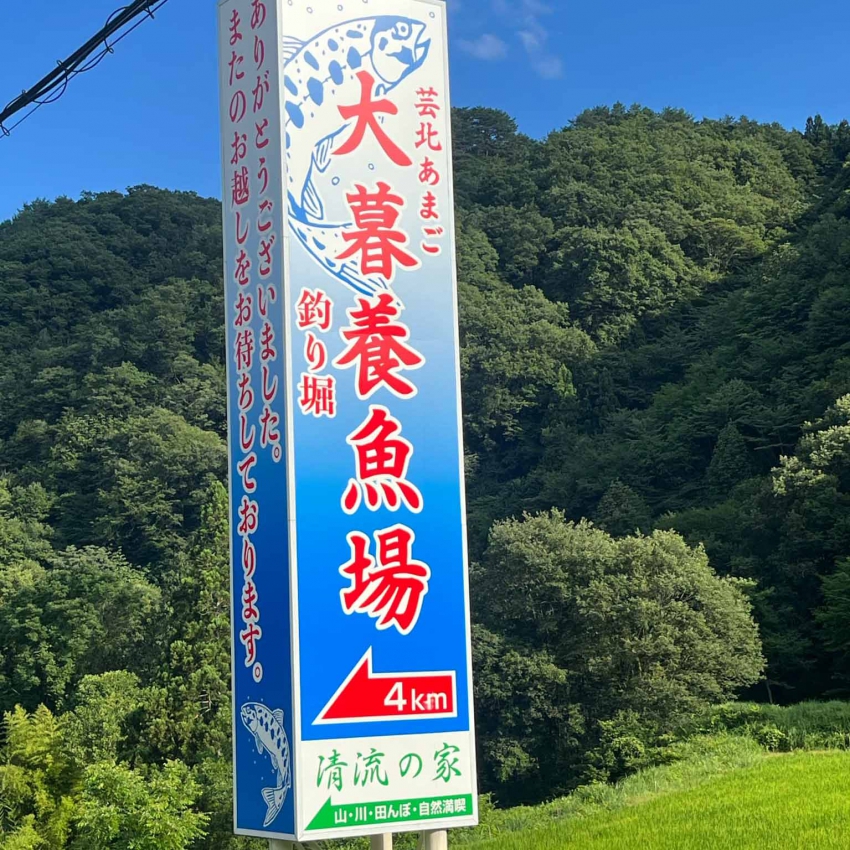 ありがとうございました。
またのお越しをお待ちしております。
芸北あまご
大暮養魚場
釣り堀
4km
清流の家
山・川・田んぼ・自然満喫